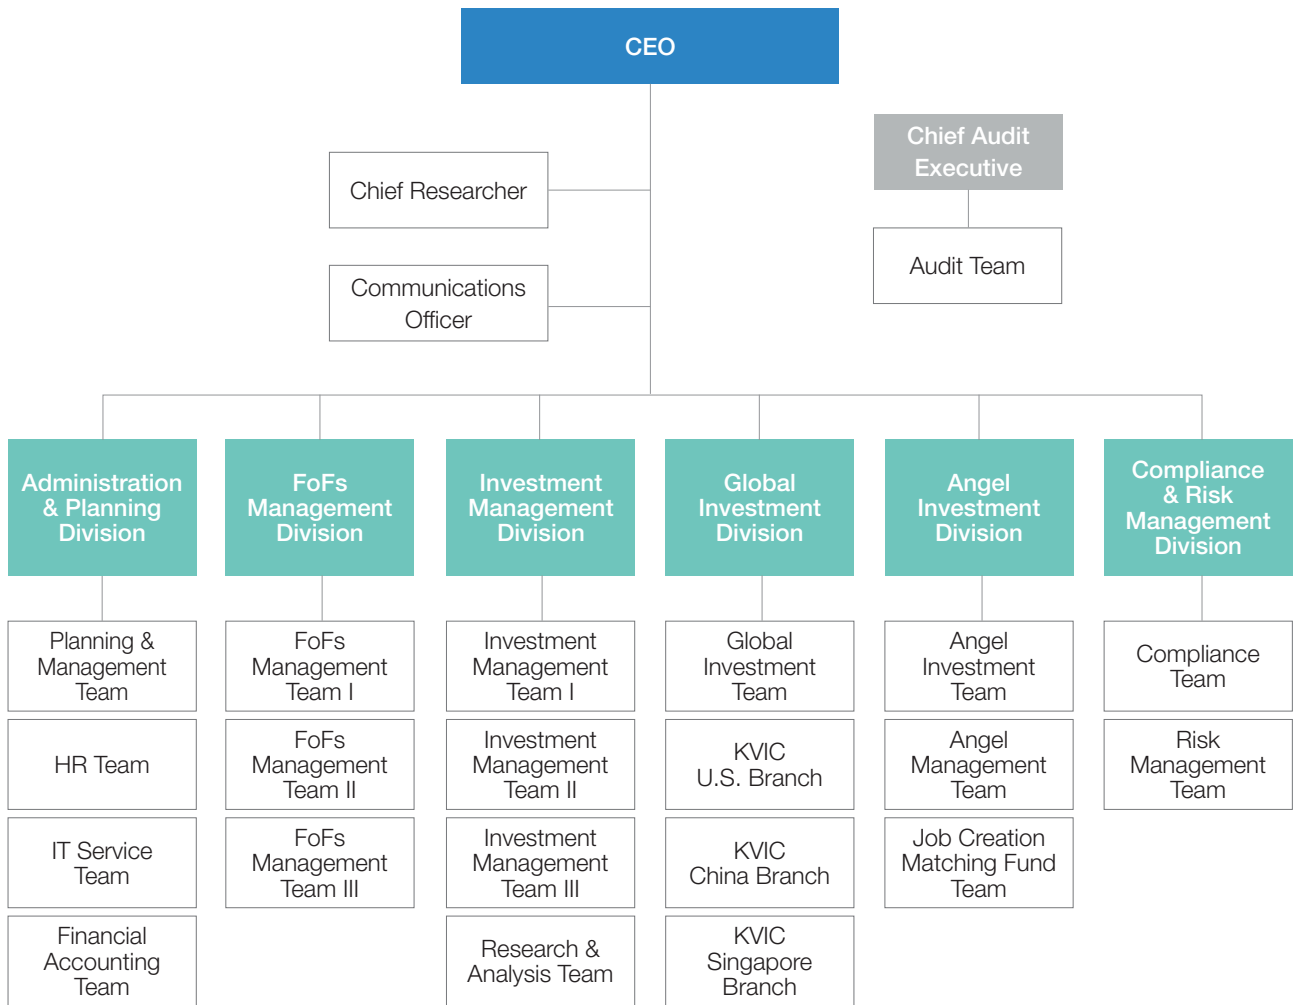 CEO
Chief Audit
Executive
Chief Researcher
Audit Team
Communications
Officer
Administration
& Planning
Division
FoFs
Management
Division
Investment
Management
Division
Global
Investment
Division
Angel
Investment
Division
Compliance
& Risk
Management
Division
Planning &
Management
Team
HR Team
IT Service
Team
Financial
Accounting
Team
FoFs
Management
Team I
FoFs
Management
Team II
FoFs
Management
Team III
Investment
Management
Team I
Investment
Management
Team II
Investment
Management
Team III
Research &
Analysis Team
Global
Investment
Team
KVIC
U.S. Branch
KVIC
China Branch
KVIC
Singapore
Branch
Angel
Investment
Team
Angel
Management
Team
Job Creation
Matching Fund
Team
Compliance
Team
Risk
Management
Team